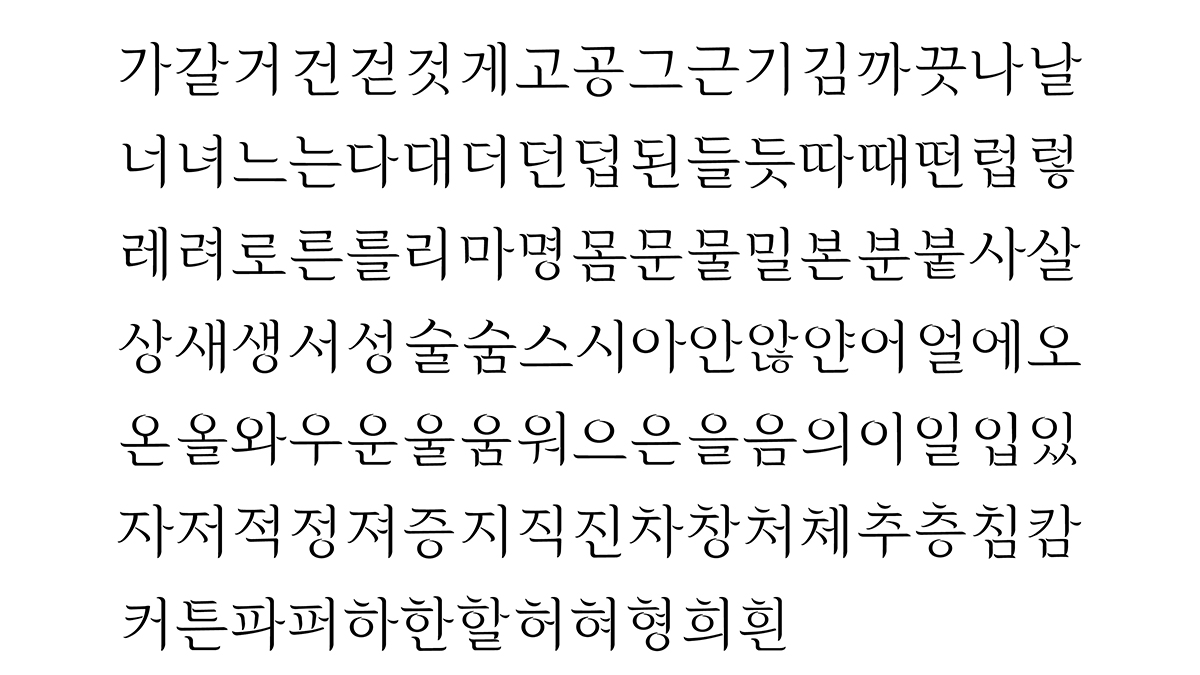 가갈거건걷것게고공그근기김까끗나날
너녀느는다대더던덥된들듯따때떤럽렇
레려로른를리마명몸문물밀본분붙사살
상새생서성술숨스시아안않얀어얼에오
온올와우운울움워으은을음의이일입있
자저적정져증지직진차창처체추층침캄
커튼파퍼하한할허혀형희흰